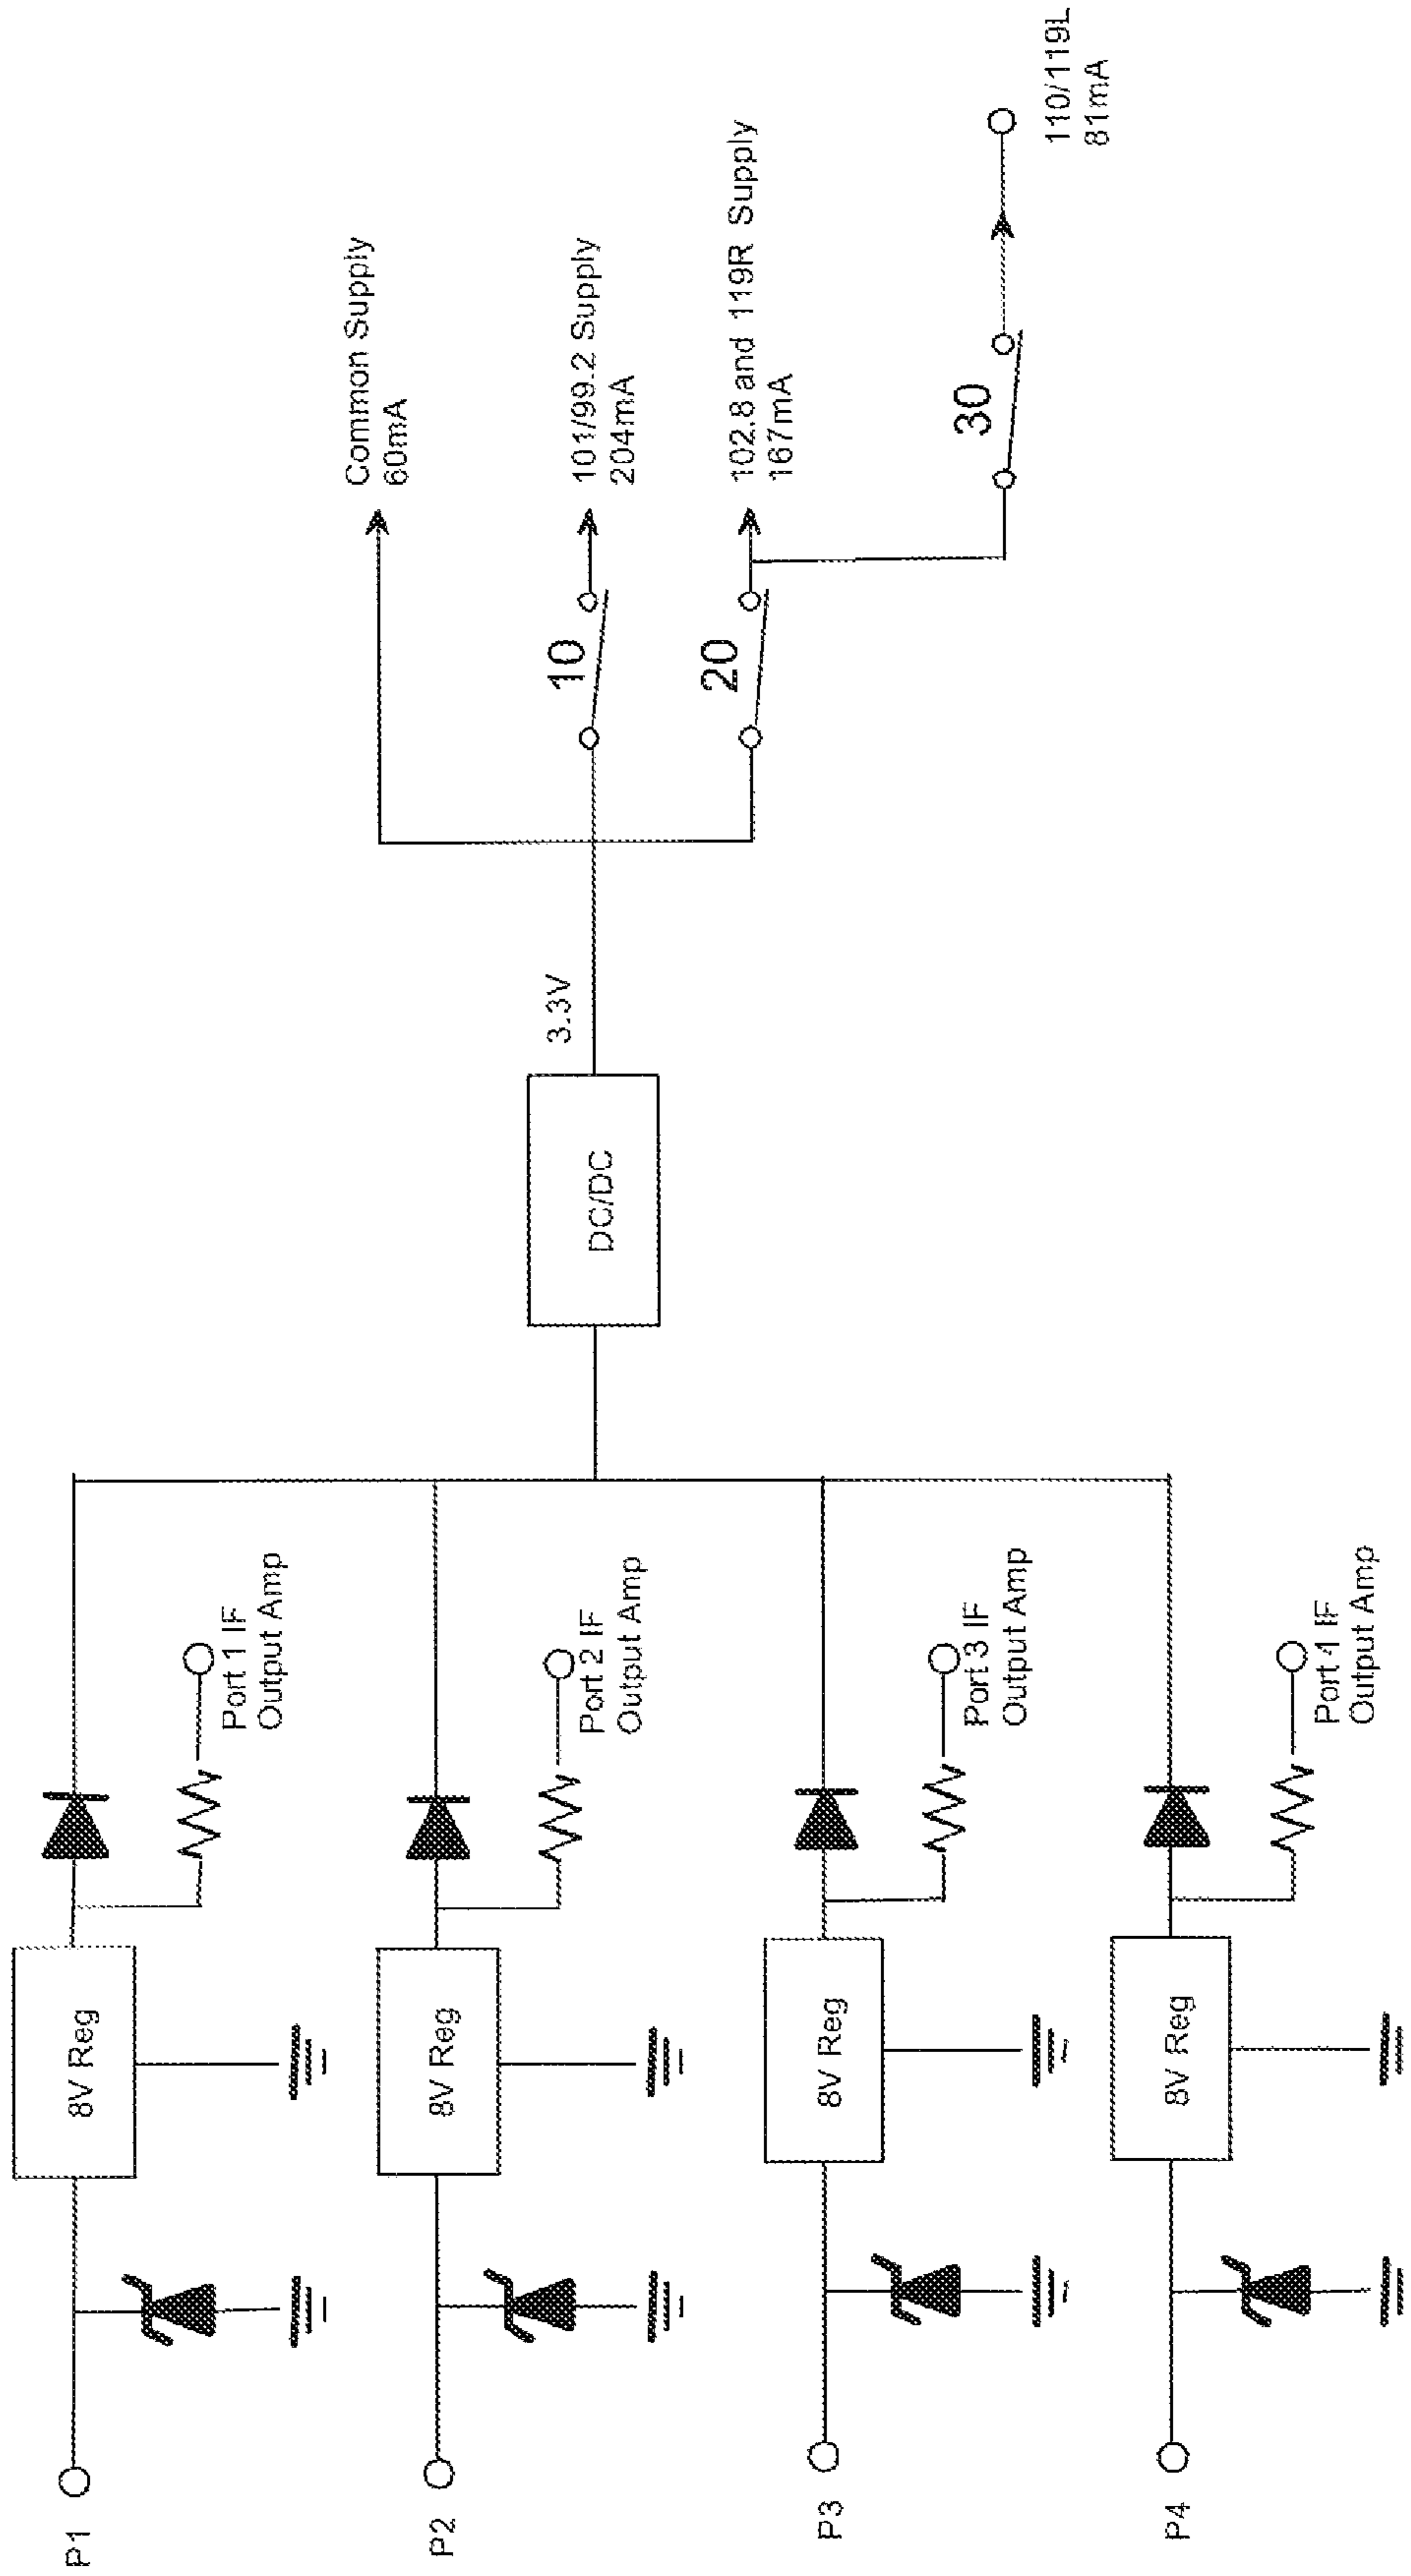 P1
8V Reg
Port 1 IF
Output Amp
P2
8V Reg
Port 2 IF
Output Amp
P3
8V Reg
Port 3 IF
Output Amp
P4
8V Reg
Port 4 IF
Output Amp
DC/DC
3.3V
Common Supply
60mA
10
101/99.2 Supply
204mA
20
102.8 and 119R Supply
167mA
30
110/119L
81mA